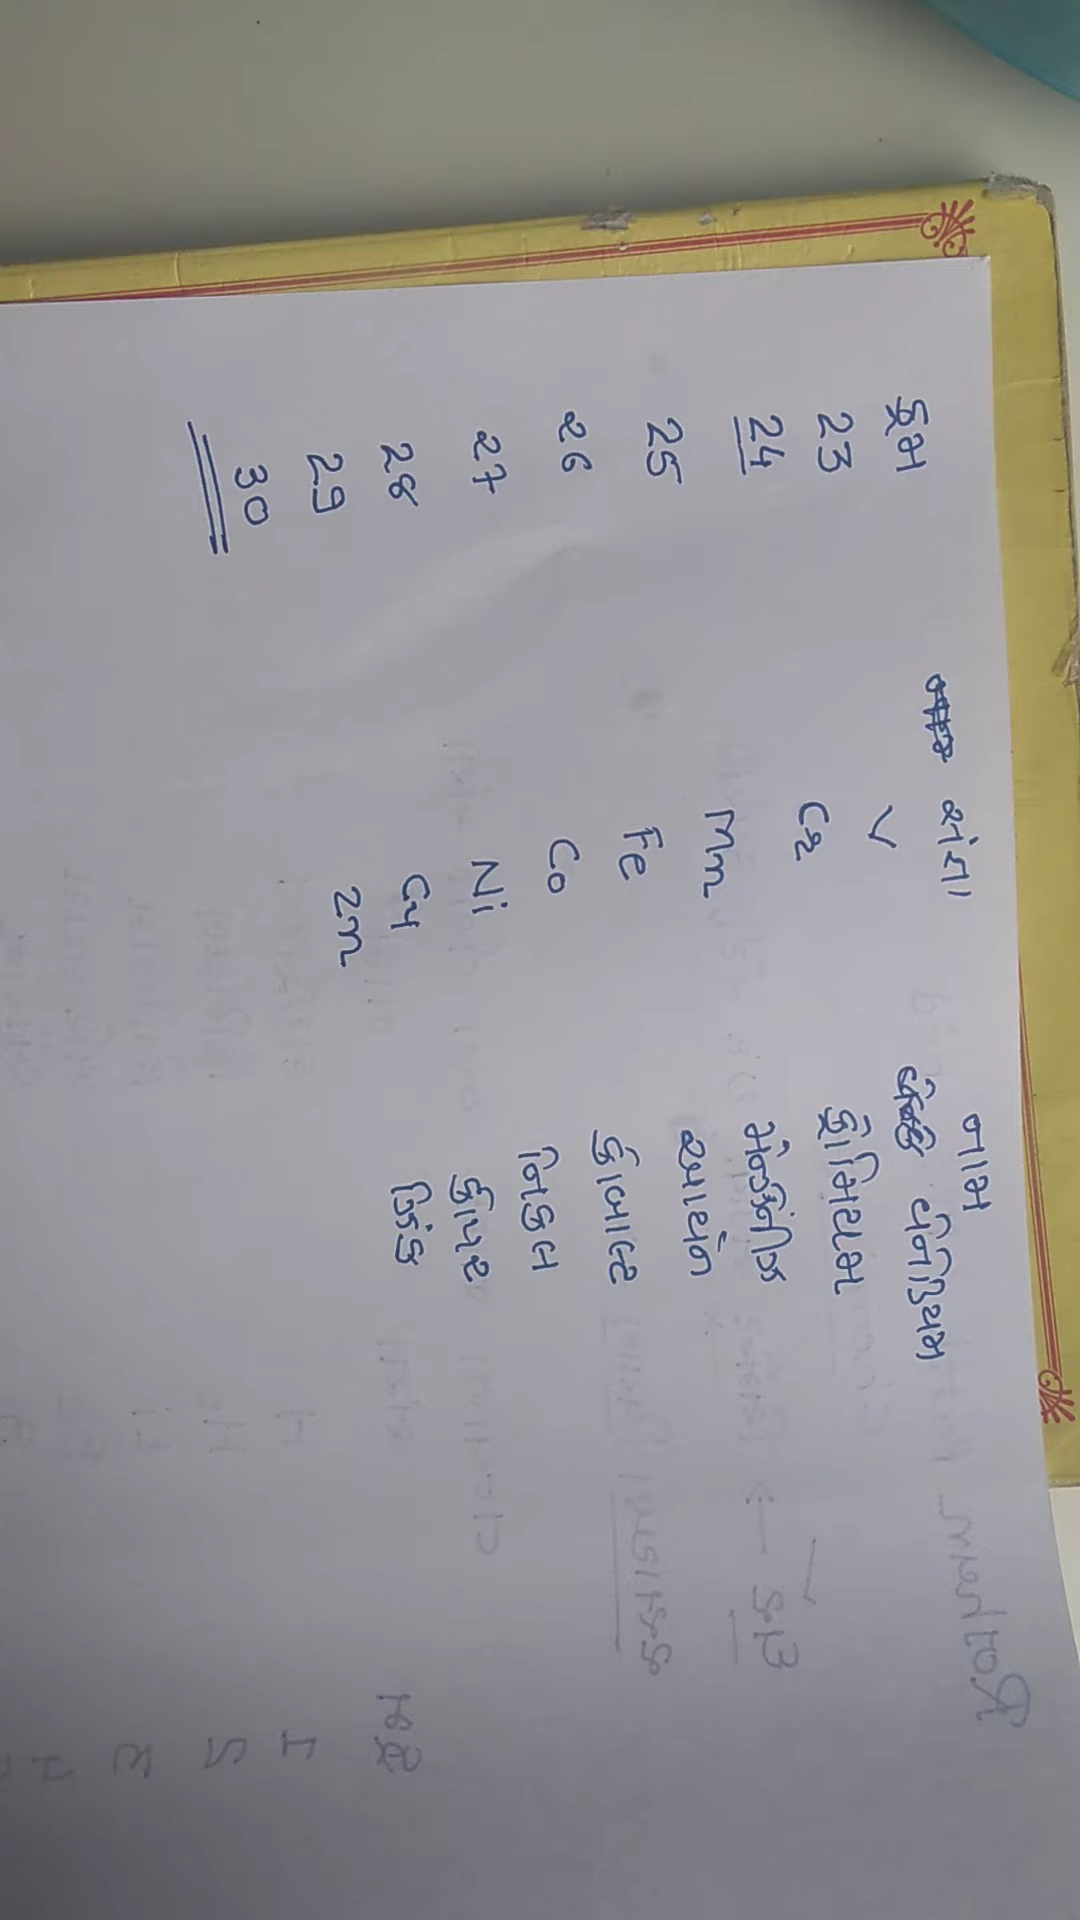 ક્રમ સંજ્ઞા નામ
23 V વેનેડિયમ
24 Cr ક્રોમિયમ
25 Mn મેન્ગેનીઝ
26 Fe આયર્ન
27 Co કોબાલ્ટ
28 Ni નિકલ
29 Cu કોપર
30 Zn ઝિંક